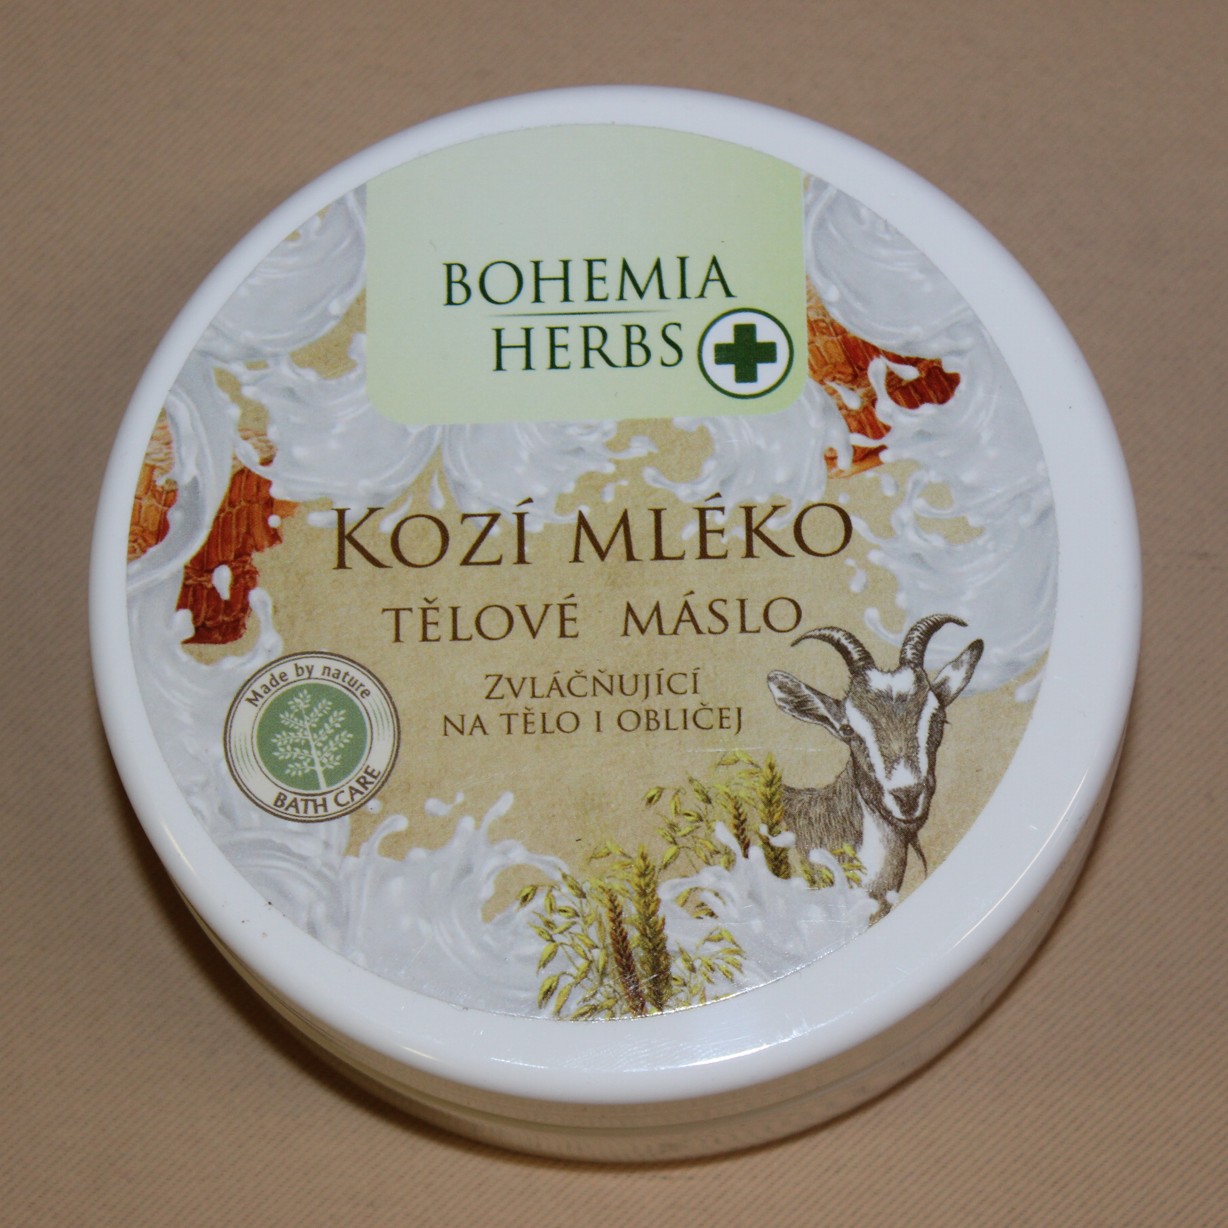 BOHEMIA
HERBS
KOZÍ MLÉKO
TĚLOVÉ MÁSLO
ZVLÁČŇUJÍCÍ
NA TĚLO I OBLIČEJ
Made by nature
BATH CARE